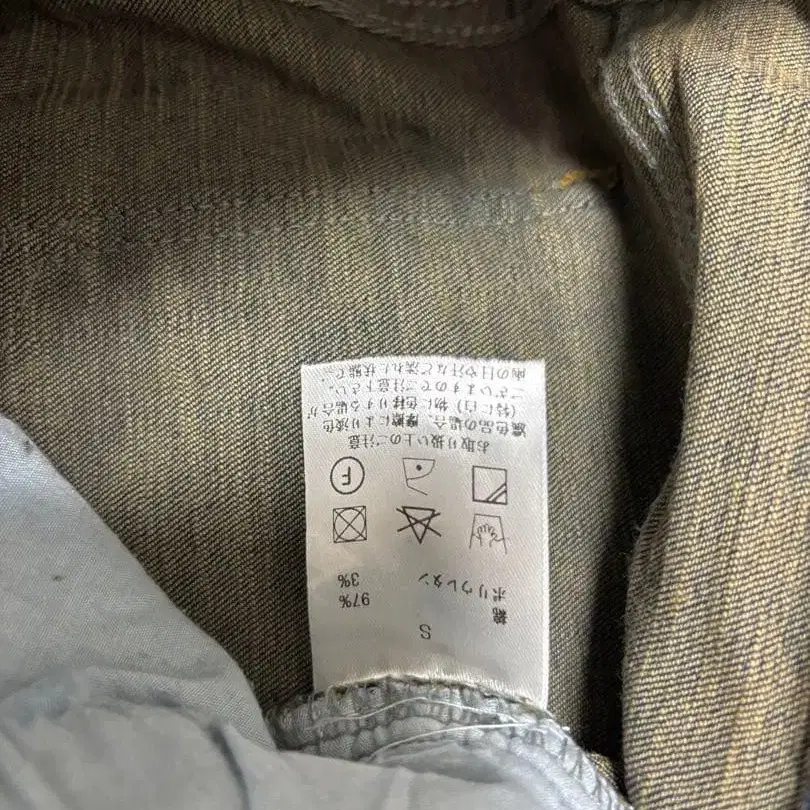 S
綿 97%
ポリウレタン 3%
F
お取り扱い上のご注意
濃色品の場合、摩擦により淡色
(特に白)物に色移りする場合が
ございますのでご注意下さい。
雨の日や汗など濡れた状態で